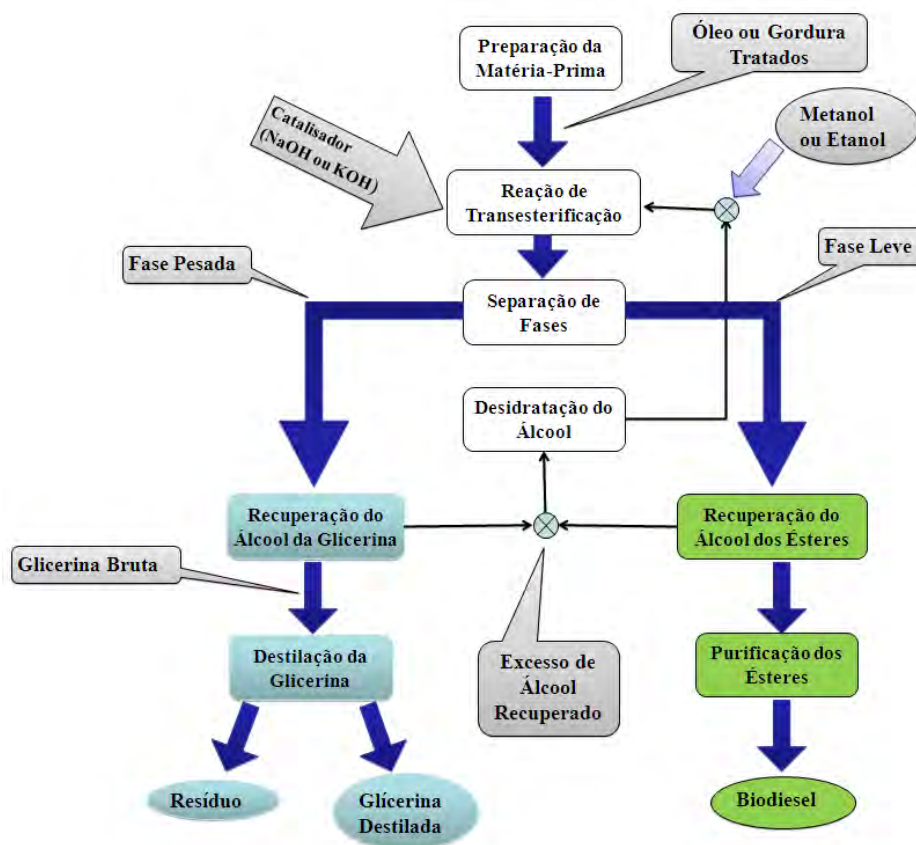 Preparação da
Matéria-Prima
Óleo ou Gordura
Tratados
Metanol
ou Etanol
Catalisador
(NaOH ou KOH)
Reação de
Transesterificação
Fase Pesada
Fase Leve
Separação de
Fases
Desidratação do
Álcool
Recuperação do
Álcool da Glicerina
Recuperação do
Álcool dos Ésteres
Glicerina Bruta
Destilação da
Glicerina
Excesso de
Álcool
Recuperado
Purificação dos
Ésteres
Resíduo
Glícerina
Destilada
Biodiesel